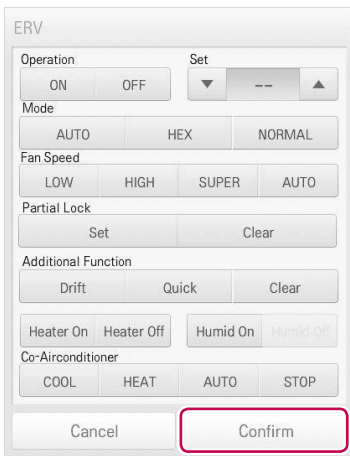 ERV
Operation Set
ON OFF ▼ -- ▲
Mode
AUTO HEX NORMAL
Fan Speed
LOW HIGH SUPER AUTO
Partial Lock
Set Clear
Additional Function
Drift Quick Clear
Heater On Heater Off Humid On Humid Off
Co-Airconditioner
COOL HEAT AUTO STOP
Cancel Confirm